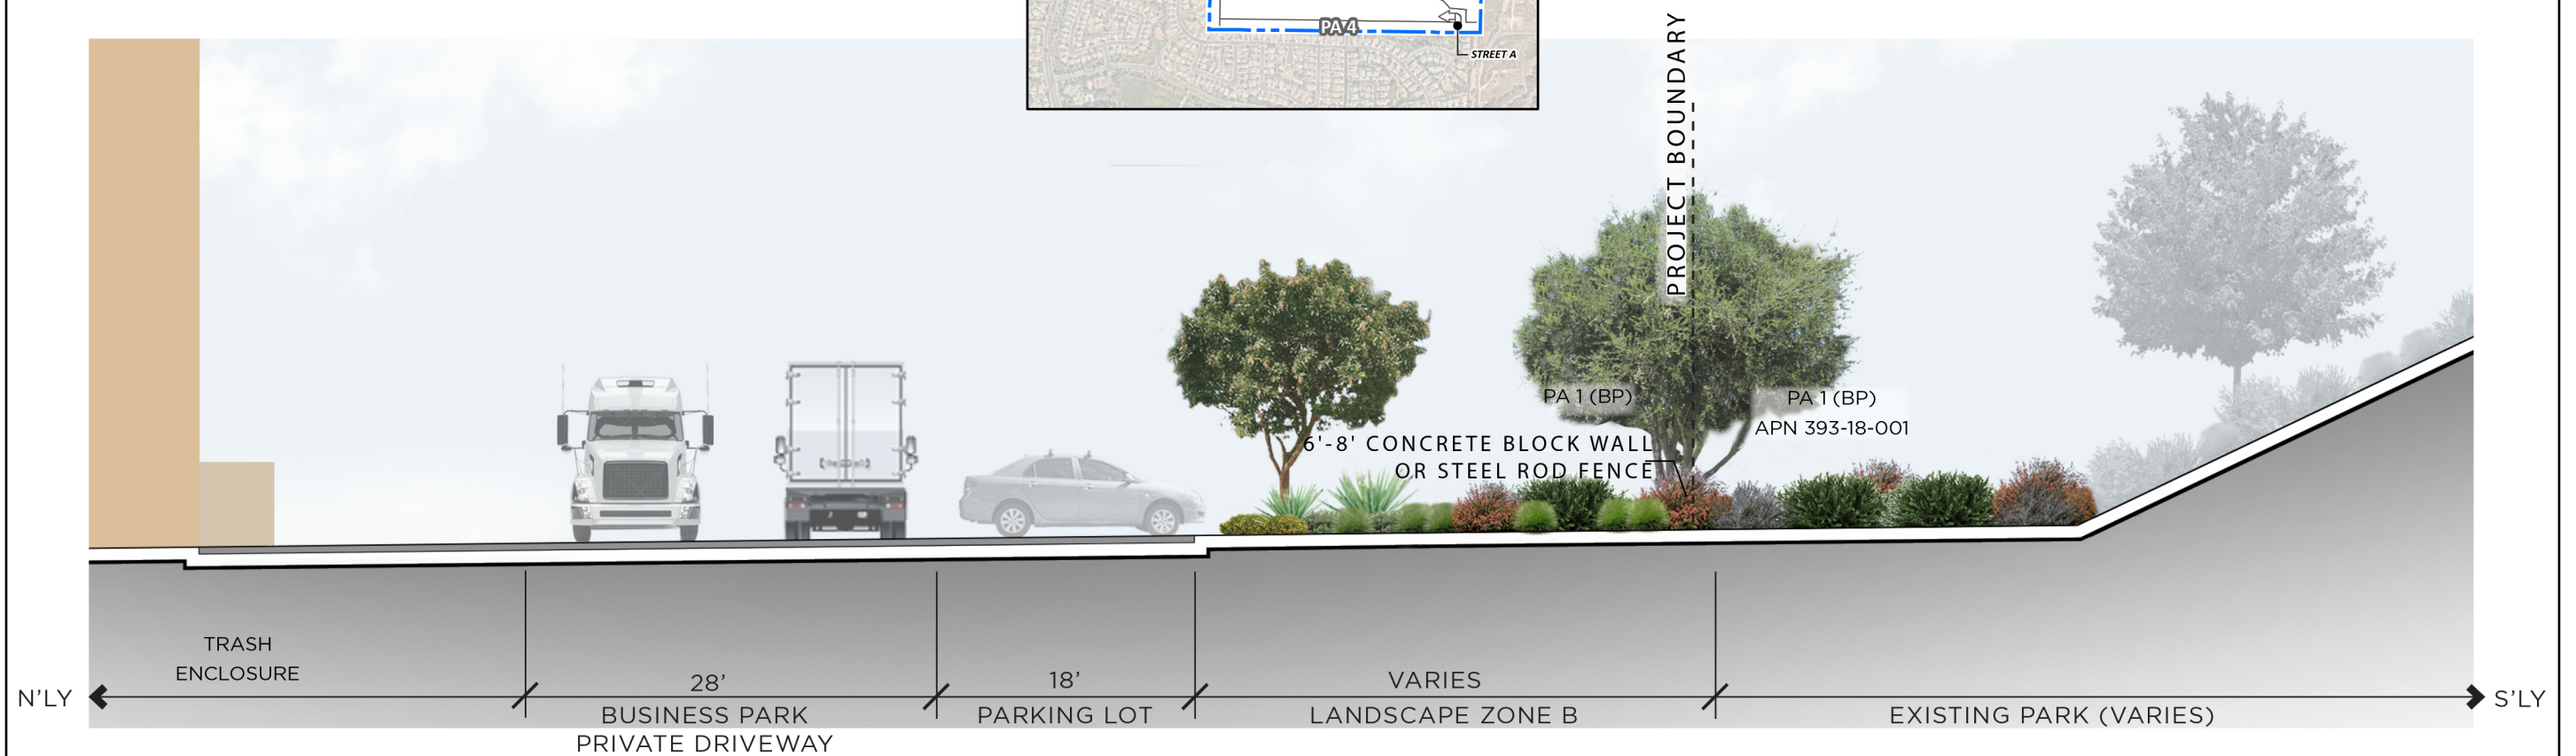 PA 4
STREET A
PROJECT BOUNDARY
PA 1 (BP)
PA 1 (BP)
APN 393-18-001
6'-8' CONCRETE BLOCK WALL
OR STEEL ROD FENCE
TRASH
ENCLOSURE
28’
18’
VARIES
N’LY
S’LY
BUSINESS PARK
PRIVATE DRIVEWAY
PARKING LOT
LANDSCAPE ZONE B
EXISTING PARK (VARIES)